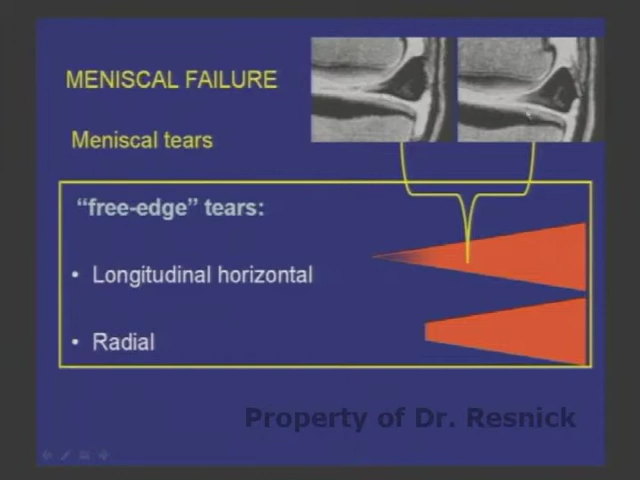 MENISCAL FAILURE
Meniscal tears
“free-edge” tears:
• Longitudinal horizontal
• Radial
Property of Dr. Resnick